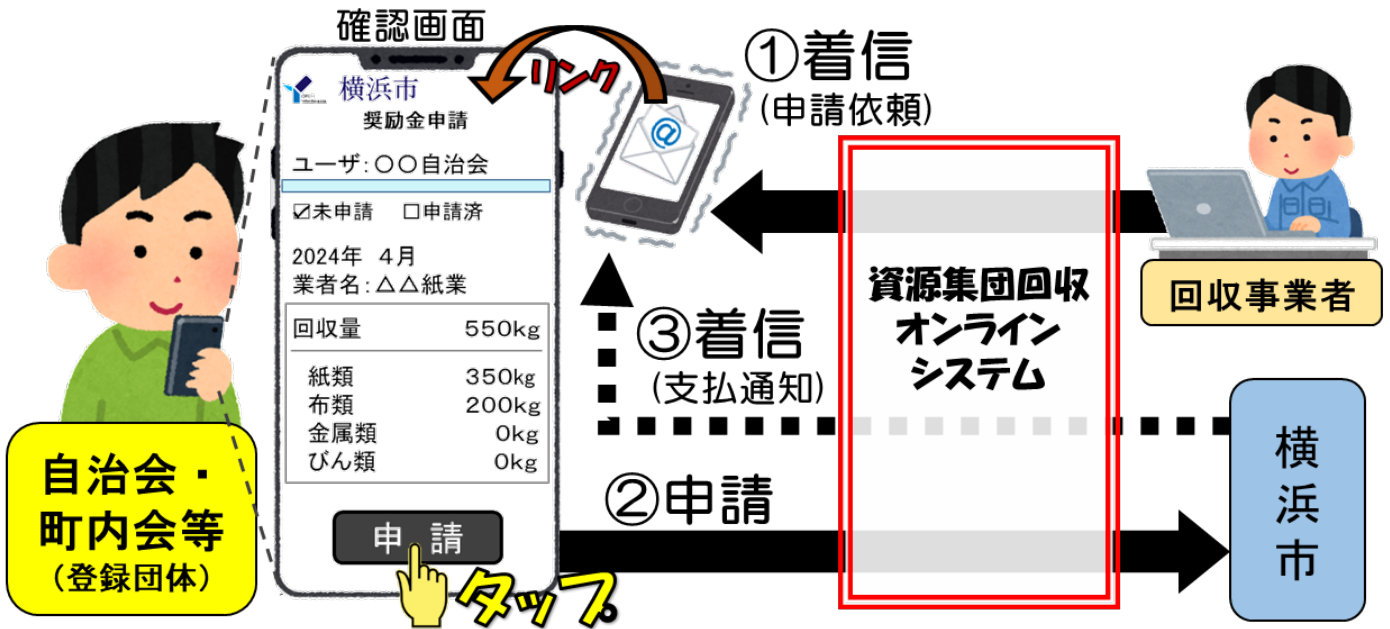 確認画面
横浜市
奨励金申請
ユーザ:〇〇自治会
☑未申請 □申請済
2024年 4月
業者名:△△紙業
回収量 550kg
紙類 350kg
布類 200kg
金属類 0kg
びん類 0kg
申 請
タップ
リンク
@
①着信
(申請依頼)
③着信
(支払通知)
②申請
資源集団回収
オンライン
システム
回収事業者
横浜市
自治会・
町内会等
(登録団体)